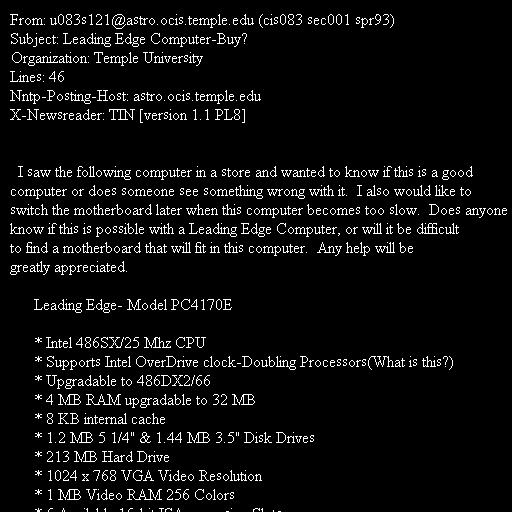 From: u083s121@astro.ocis.temple.edu (cis083 sec001 spr93)
Subject: Leading Edge Computer-Buy?
Organization: Temple University
Lines: 46
Nntp-Posting-Host: astro.ocis.temple.edu
X-Newsreader: TIN [version 1.1 PL8]
I saw the following computer in a store and wanted to know if this is a good
computer or does someone see something wrong with it.  I also would like to
switch the motherboard later when this computer becomes too slow.  Does anyone
know if this is possible with a Leading Edge Computer, or will it be difficult
to find a motherboard that will fit in this computer.  Any help will be
greatly appreciated.
Leading Edge- Model PC4170E
* Intel 486SX/25 Mhz CPU
* Supports Intel OverDrive clock-Doubling Processors(What is this?)
* Upgradable to 486DX2/66
* 4 MB RAM upgradable to 32 MB
* 8 KB internal cache
* 1.2 MB 5 1/4" & 1.44 MB 3.5" Disk Drives
* 213 MB Hard Drive
* 1024 x 768 VGA Video Resolution
* 1 MB Video RAM 256 Colors